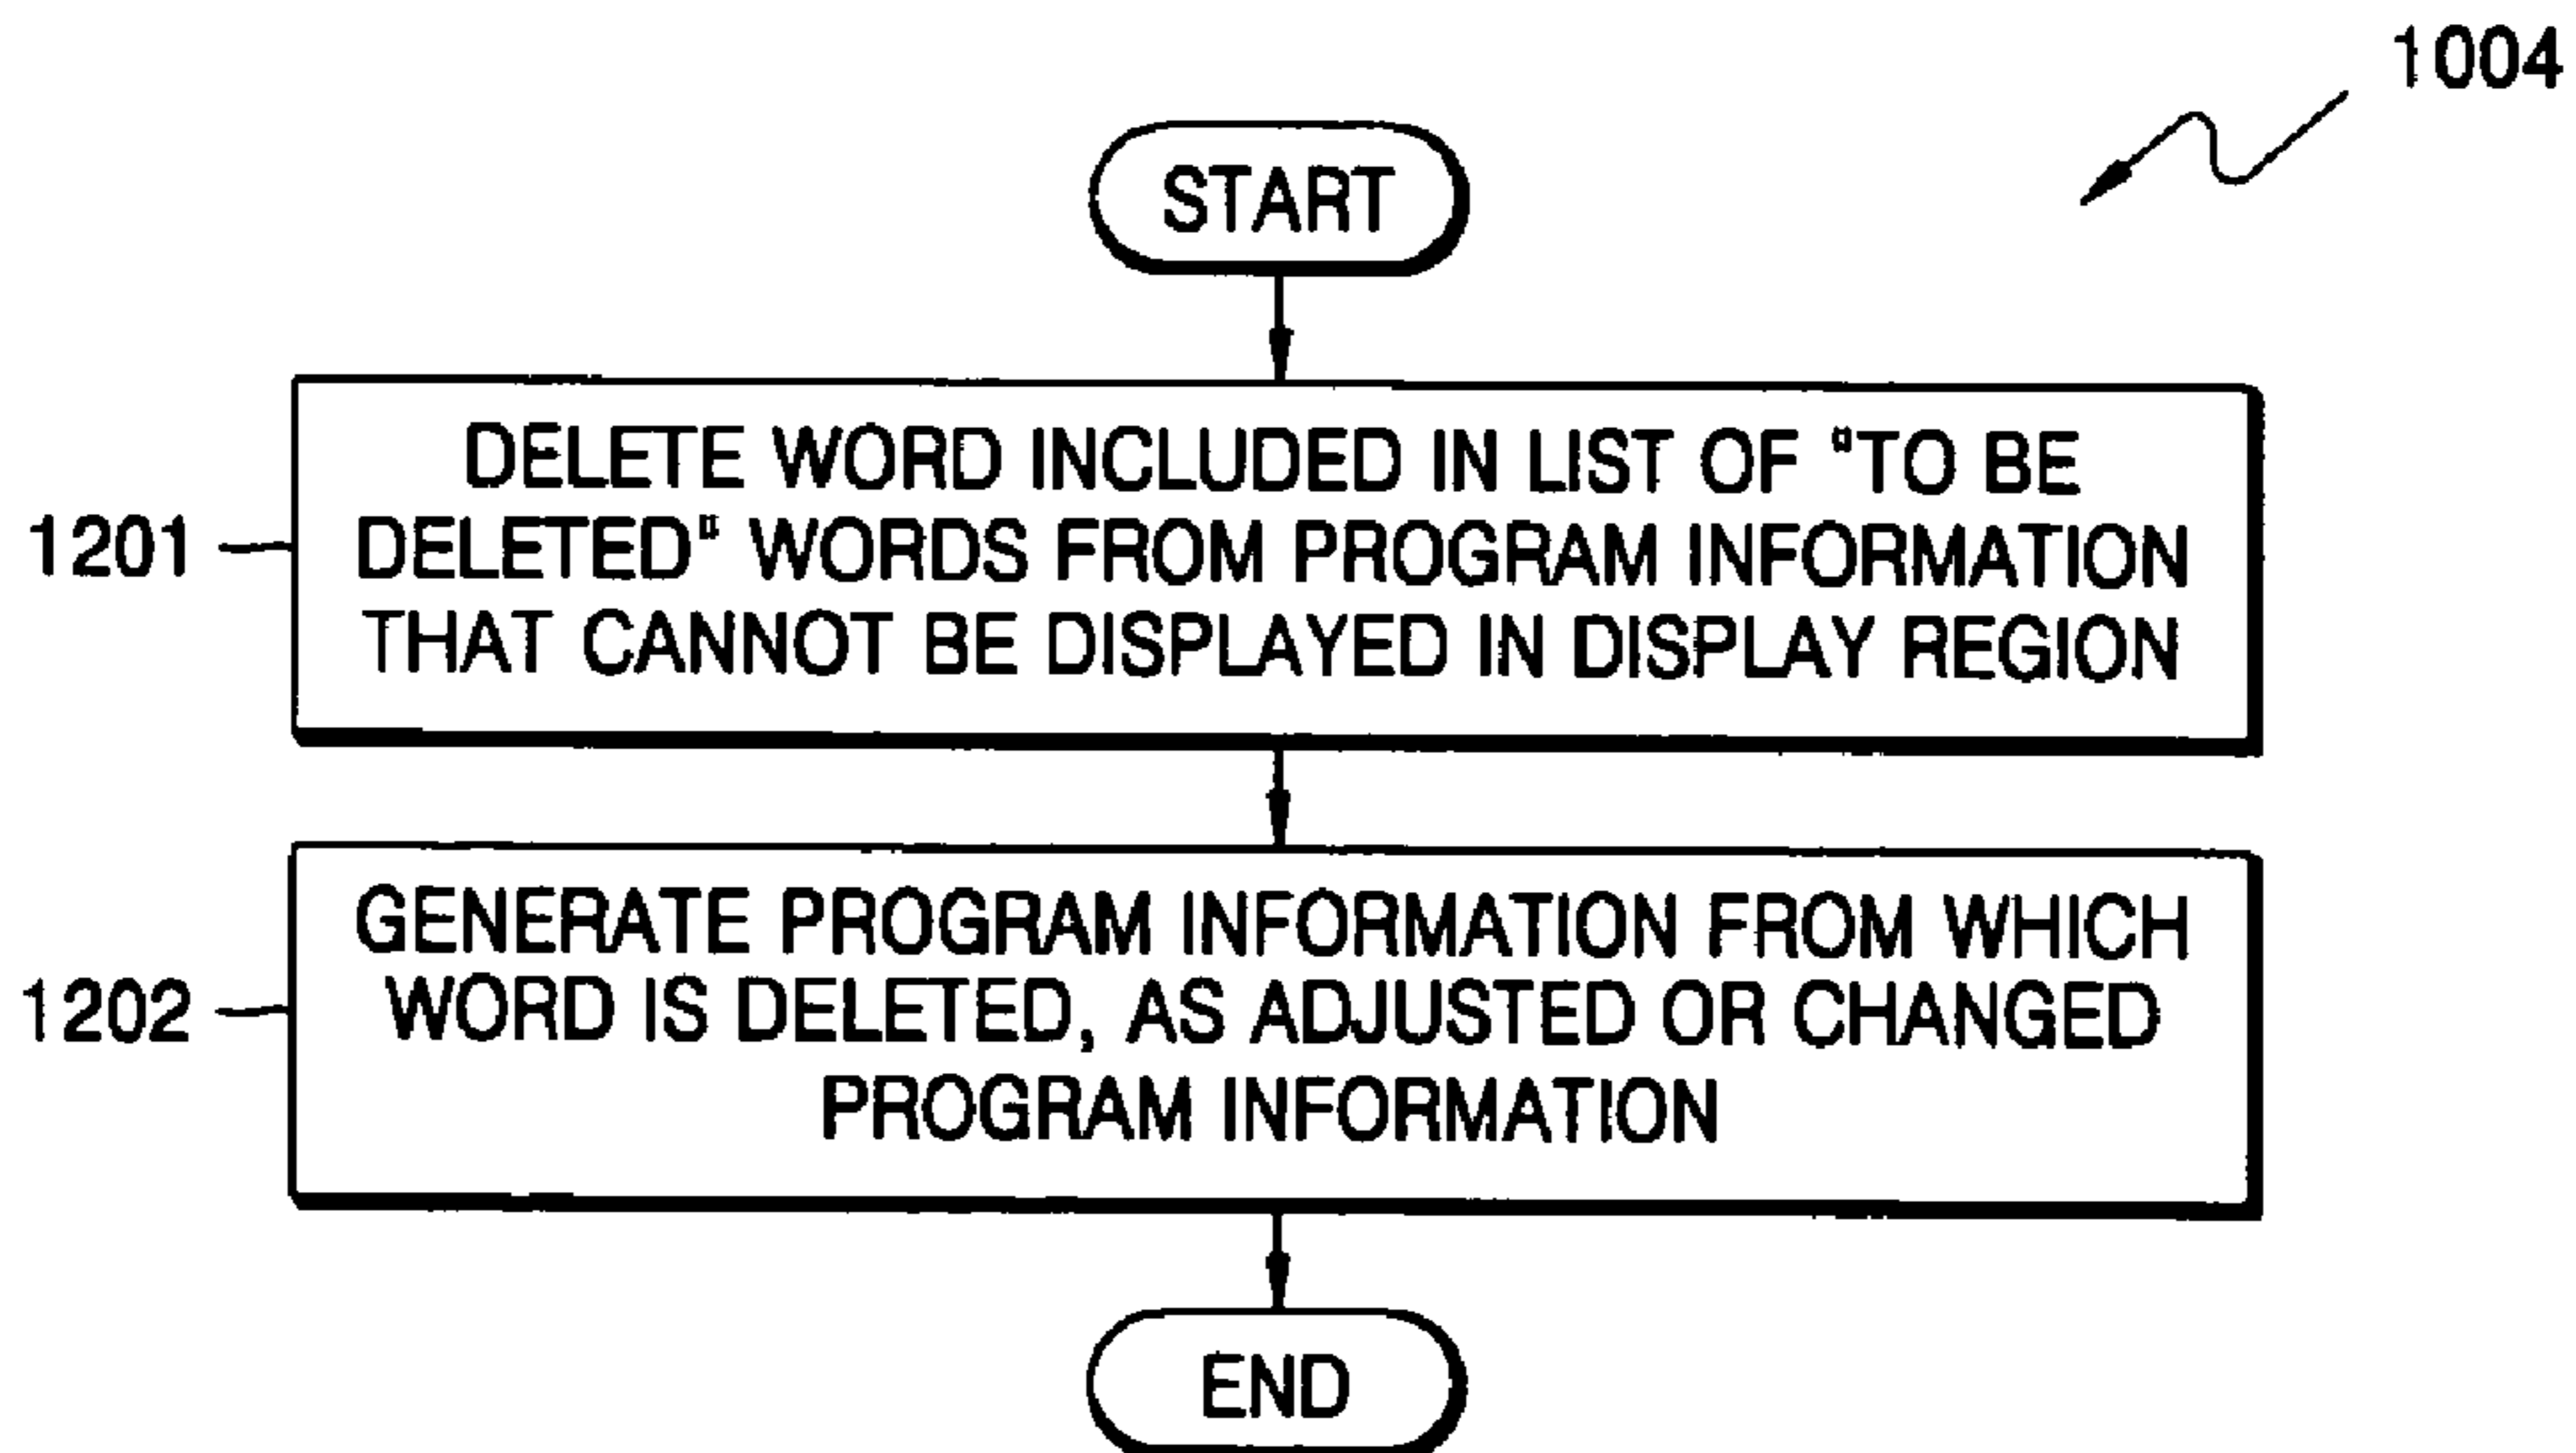 1004
START
DELETE WORD INCLUDED IN LIST OF "TO BE
1201
DELETED" WORDS FROM PROGRAM INFORMATION
THAT CANNOT BE DISPLAYED IN DISPLAY REGION
GENERATE PROGRAM INFORMATION FROM WHICH
1202
WORD IS DELETED, AS ADJUSTED OR CHANGED
PROGRAM INFORMATION
END